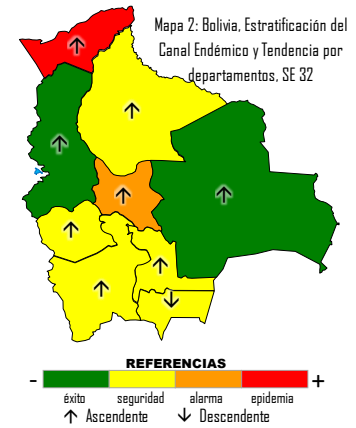 Mapa 2: Bolivia, Estratificación del
Canal Endémico y Tendencia por
departamentos, SE 32
REFERENCIAS
- +
éxito seguridad alarma epidemia
↑ Ascendente ↓ Descendente